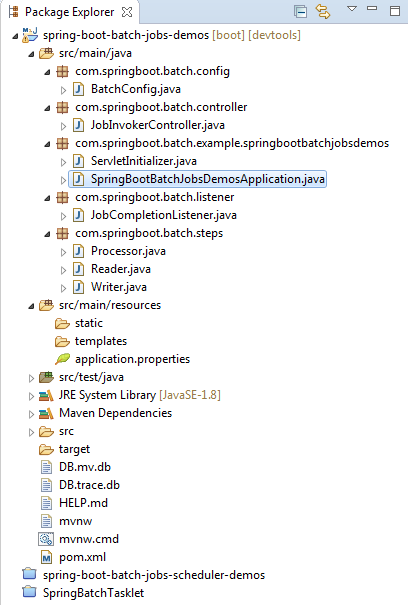 Package Explorer
spring-boot-batch-jobs-demos [boot] [devtools]
src/main/java
com.springboot.batch.config
BatchConfig.java
com.springboot.batch.controller
JobInvokerController.java
com.springboot.batch.example.springbootbatchjobsdemos
ServletInitializer.java
SpringBootBatchJobsDemosApplication.java
com.springboot.batch.listener
JobCompletionListener.java
com.springboot.batch.steps
Processor.java
Reader.java
Writer.java
src/main/resources
static
templates
application.properties
src/test/java
JRE System Library [JavaSE-1.8]
Maven Dependencies
src
target
DB.mv.db
DB.trace.db
HELP.md
mvnw
mvnw.cmd
pom.xml
spring-boot-batch-jobs-scheduler-demos
SpringBatchTasklet